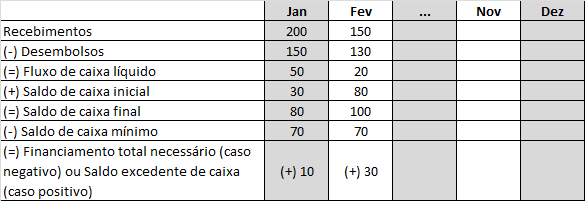 Jan Fev ... Nov Dez
Recebimentos 200 150
(-) Desembolsos 150 130
(=) Fluxo de caixa líquido 50 20
(+) Saldo de caixa inicial 30 80
(=) Saldo de caixa final 80 100
(-) Saldo de caixa mínimo 70 70
(=) Financiamento total necessário (caso
negativo) ou Saldo excedente de caixa (+) 10 (+) 30
(caso positivo)